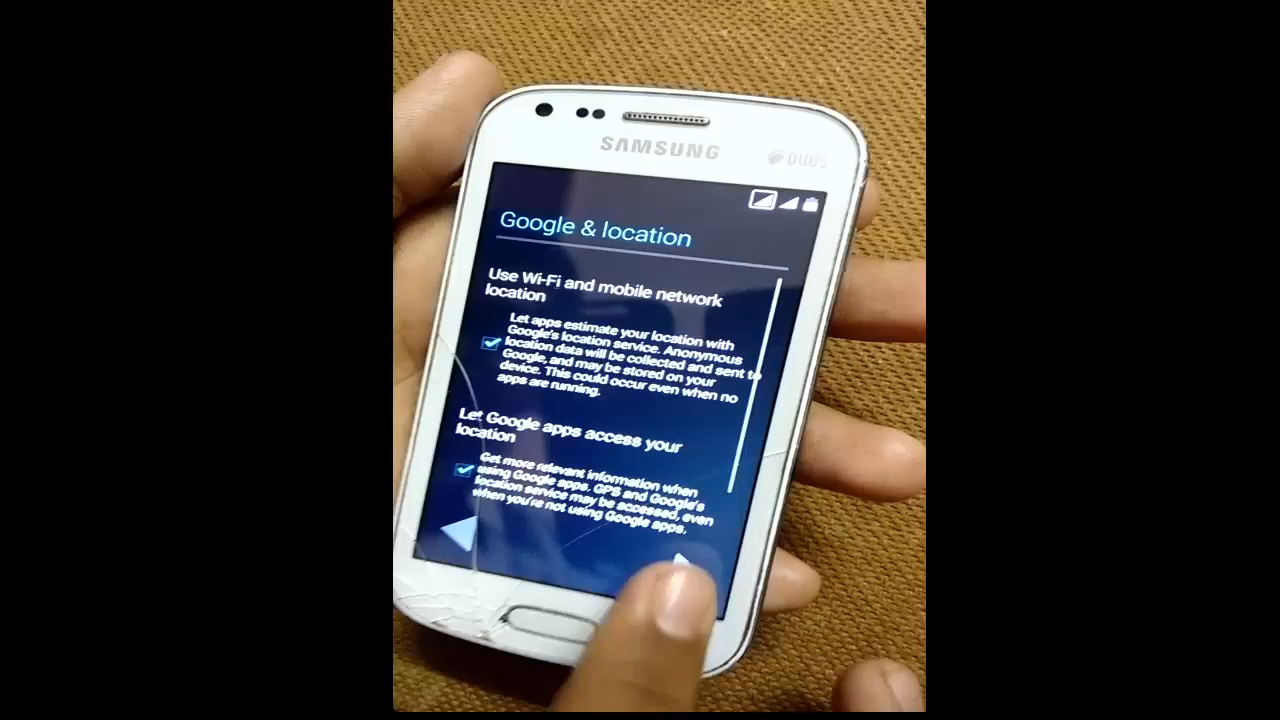 SAMSUNG
DUOS
Google & location
Use Wi-Fi and mobile network
location
Let apps estimate your location with
Google's location service. Anonymous
location data will be collected and sent to
Google, and may be stored on your
device. This could occur even when no
apps are running.
Let Google apps access your
location
Get more relevant information when
using Google apps. GPS and Google's
location service may be accessed, even
when you're not using Google apps.